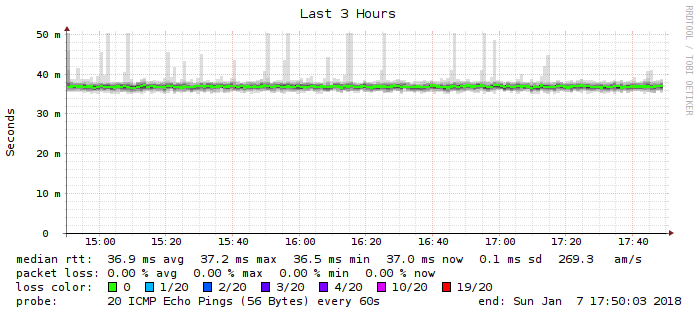 Last 3 Hours
RRDTOOL / TOBI OETIKER
Seconds
50 m
40 m
30 m
20 m
10 m
0
15:00 15:20 15:40 16:00 16:20 16:40 17:00 17:20 17:40
median rtt: 36.9 ms avg 37.2 ms max 36.5 ms min 37.0 ms now 0.1 ms sd 269.3 am/s
packet loss: 0.00 % avg 0.00 % max 0.00 % min 0.00 % now
loss color: 0 1/20 2/20 3/20 4/20 10/20 19/20
probe: 20 ICMP Echo Pings (56 Bytes) every 60s end: Sun Jan 7 17:50:03 2018